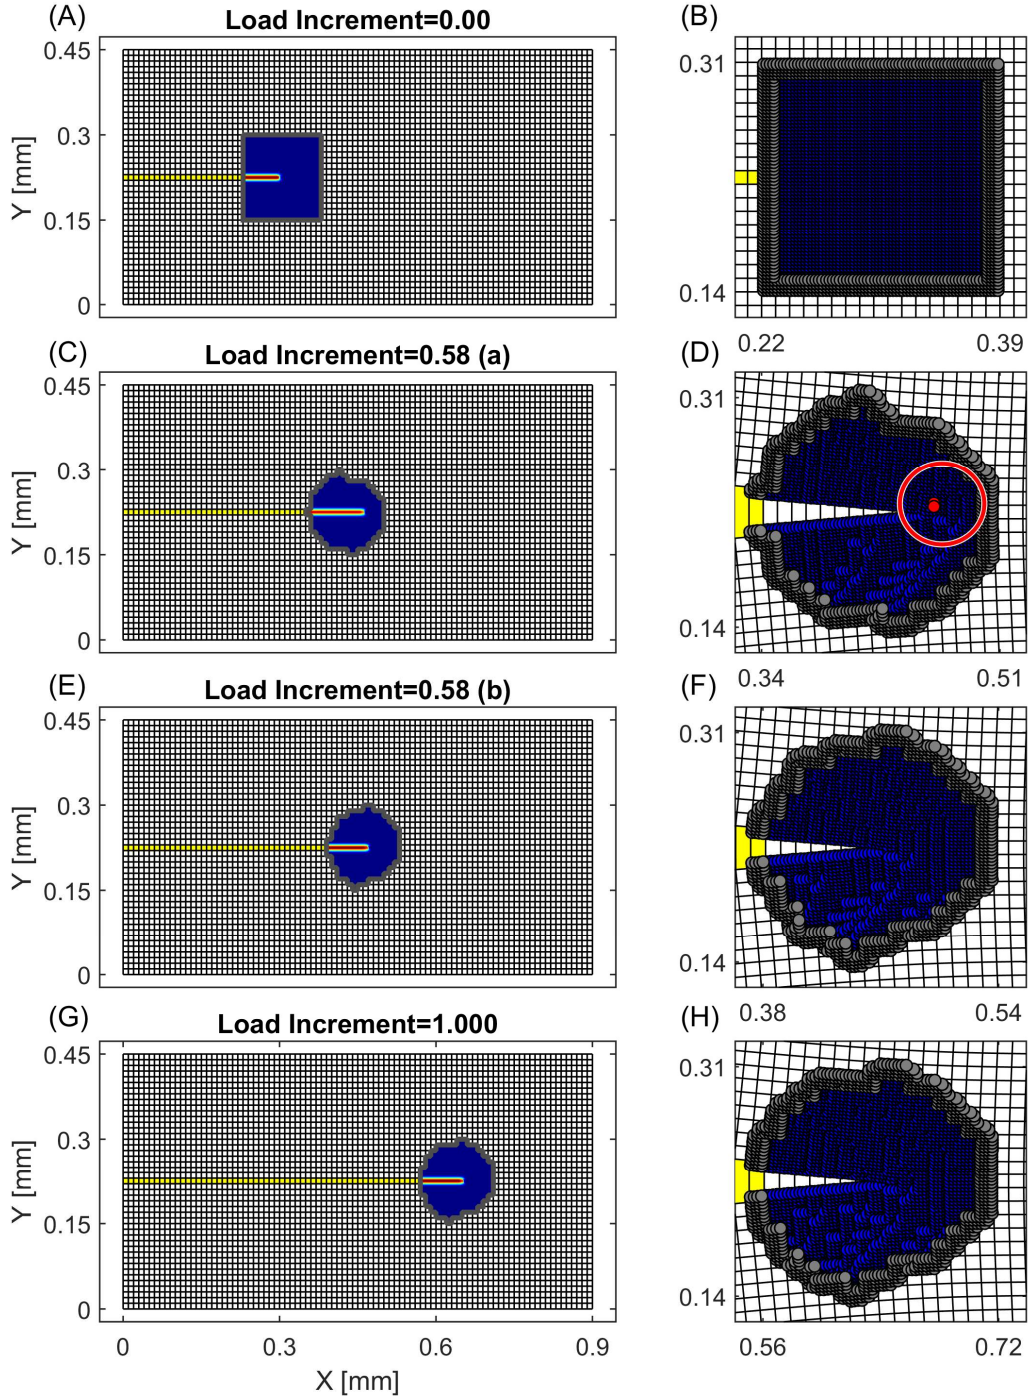 (A)
Load Increment=0.00
(B)
0.45
0.3
0.15
0
Y [mm]
0.31
0.14
0.22
0.39
(C)
Load Increment=0.58 (a)
(D)
0.45
0.3
0.15
0
Y [mm]
0.31
0.14
0.34
0.51
(E)
Load Increment=0.58 (b)
(F)
0.45
0.3
0.15
0
Y [mm]
0.31
0.14
0.38
0.54
(G)
Load Increment=1.000
(H)
0.45
0.3
0.15
0
Y [mm]
0
0.3
0.6
0.9
X [mm]
0.31
0.14
0.56
0.72